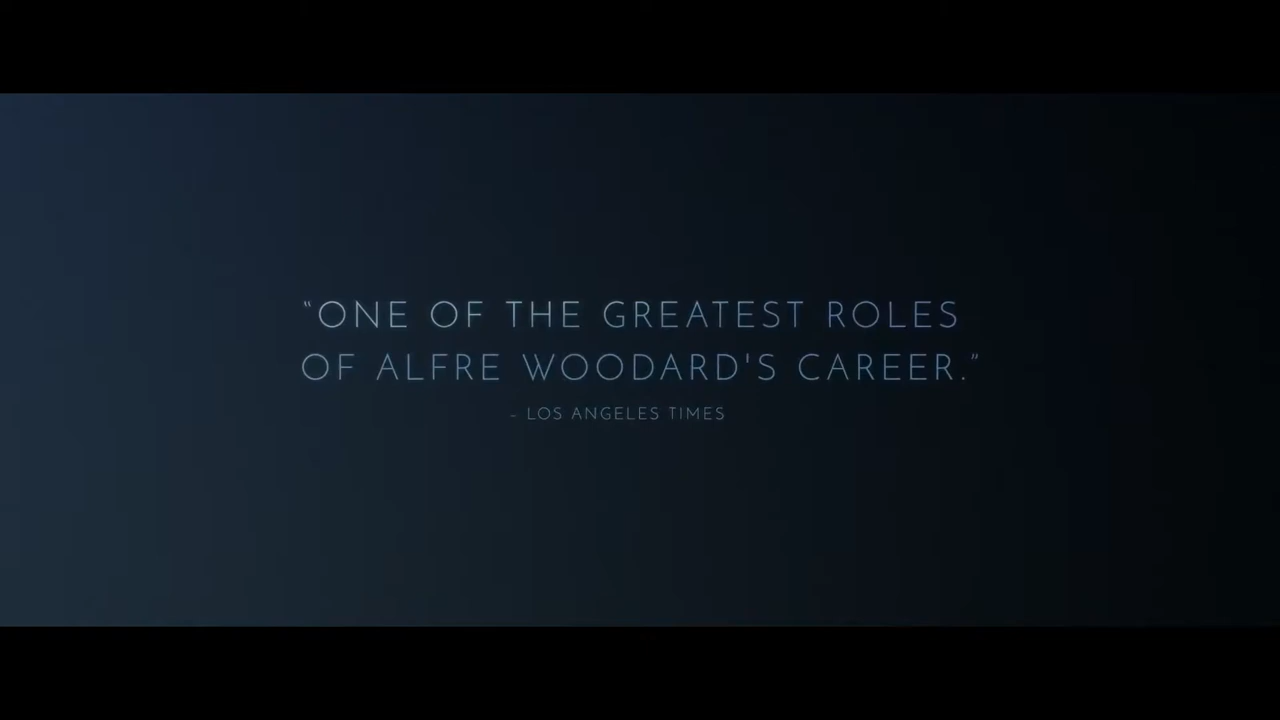 “ONE OF THE GREATEST ROLES
OF ALFRE WOODARD'S CAREER.”
– LOS ANGELES TIMES